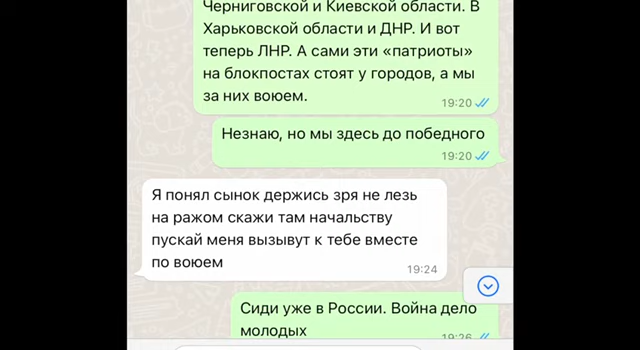 Черниговской и Киевской области. В
Харьковской области и ДНР. И вот
теперь ЛНР. А сами эти «патриоты»
на блокпостах стоят у городов, а мы
за них воюем.
19:20
Незнаю, но мы здесь до победного
19:20
Я понял сынок держись зря не лезь
на ражом скажи там начальству
пускай меня вызывут к тебе вместе
по воюем
19:24
Сиди уже в России. Война дело
молодых
19:26